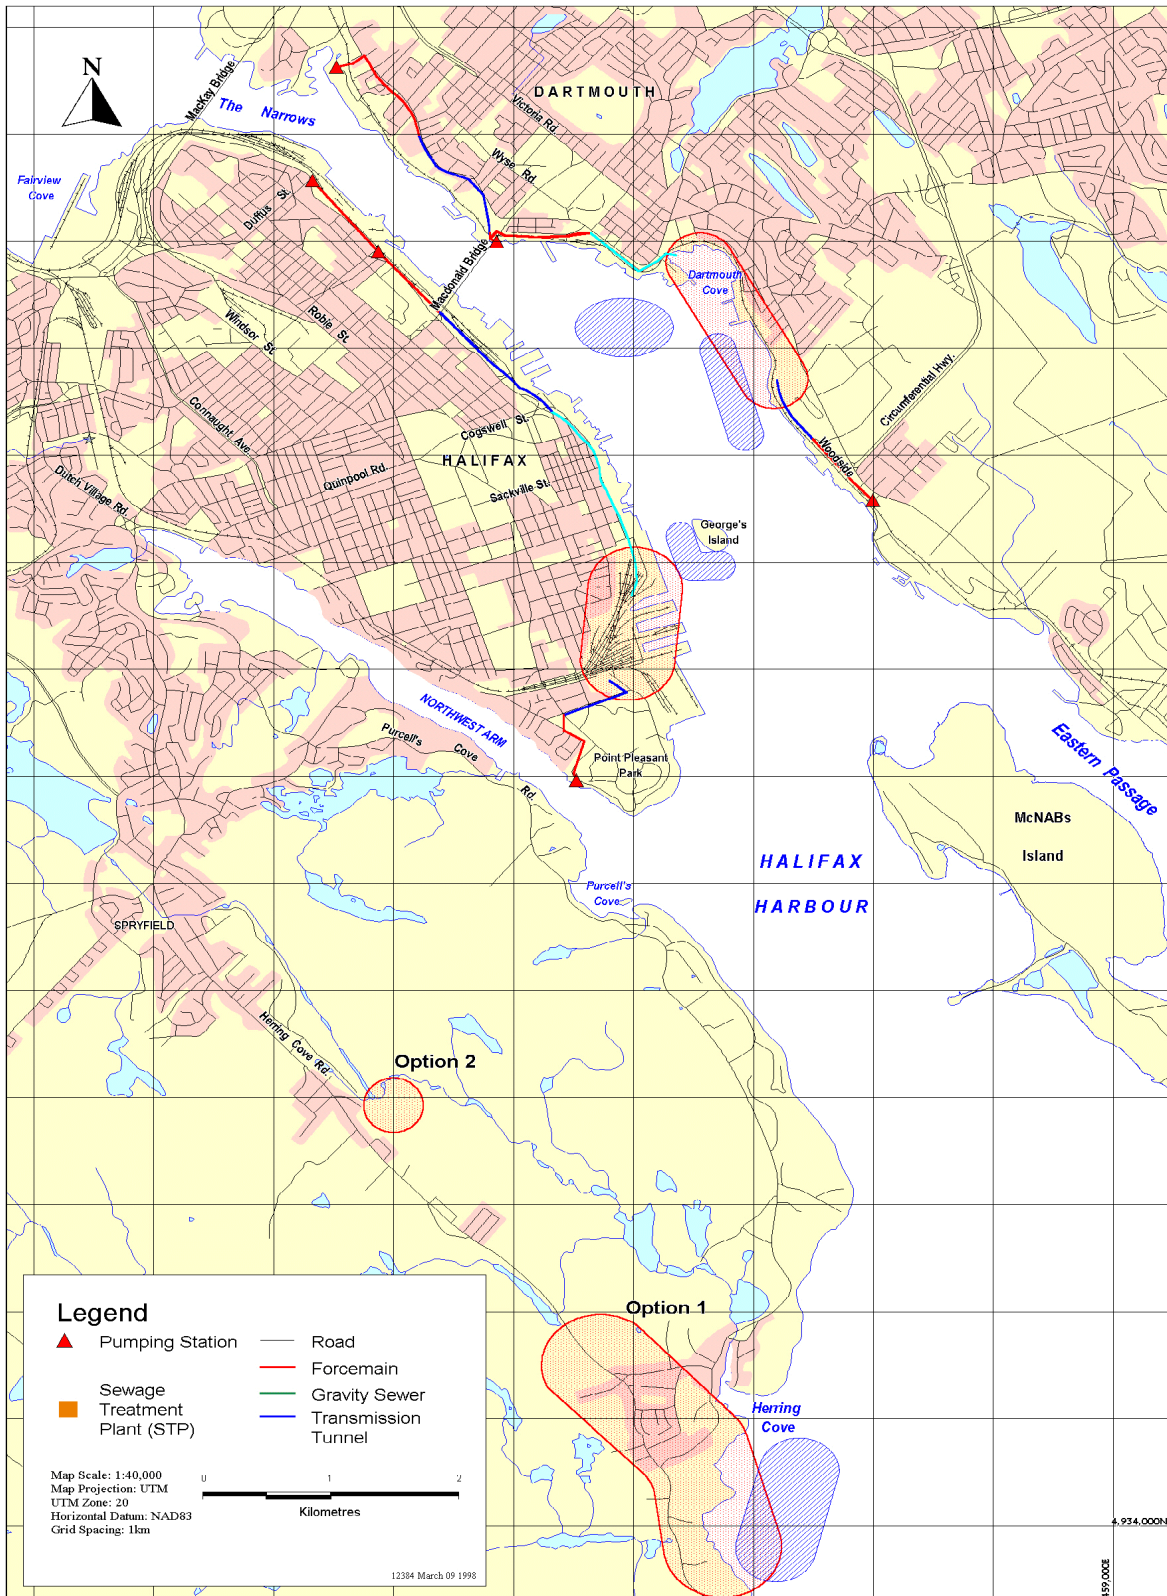 N
MacKay Bridge
The Narrows
DARTMOUTH
Victoria Rd.
Wyse Rd.
Fairview
Cove
Duffus St.
Macdonald Bridge
Dartmouth
Cove
Robie St
Windsor St
Circumferential Hwy.
Connaught Ave.
Cogswell St.
HALIFAX
Woodside
Quinpool Rd.
Dutch Village Rd.
Sackville St.
George's
Island
NORTHWEST ARM
Purcell's Cove Rd.
Point Pleasant
Park
Eastern Passage
McNABs
Island
HALIFAX
HARBOUR
Purcell's
Cove
SPRYFIELD
Herring Cove Rd.
Option 2
Option 1
Herring
Cove
Legend
Pumping Station
Sewage
Treatment
Plant (STP)
Road
Forcemain
Gravity Sewer
Transmission
Tunnel
Map Scale: 1:40,000
Map Projection: UTM
UTM Zone: 20
Horizontal Datum: NAD83
Grid Spacing: 1km
0 1 2
Kilometres
12384 March 09 1998
4,934,000N
459,000E